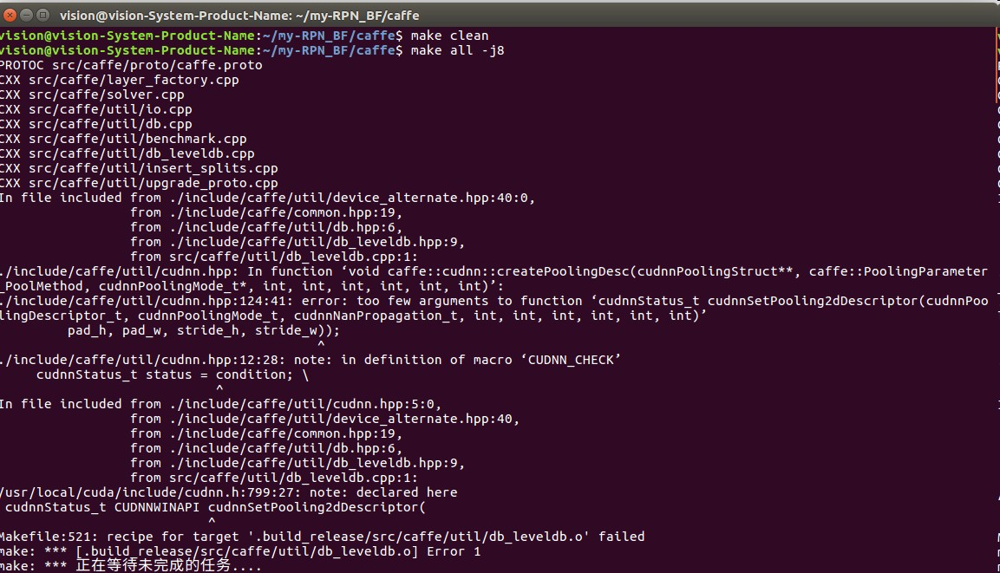 vision@vision-System-Product-Name: ~/my-RPN_BF/caffe
vision@vision-System-Product-Name:~/my-RPN_BF/caffe$ make clean
vision@vision-System-Product-Name:~/my-RPN_BF/caffe$ make all -j8
PROTOC src/caffe/proto/caffe.proto
CXX src/caffe/layer_factory.cpp
CXX src/caffe/solver.cpp
CXX src/caffe/util/io.cpp
CXX src/caffe/util/db.cpp
CXX src/caffe/util/benchmark.cpp
CXX src/caffe/util/db_leveldb.cpp
CXX src/caffe/util/insert_splits.cpp
CXX src/caffe/util/upgrade_proto.cpp
In file included from ./include/caffe/util/device_alternate.hpp:40:0,
                 from ./include/caffe/common.hpp:19,
                 from ./include/caffe/util/db.hpp:6,
                 from ./include/caffe/util/db_leveldb.hpp:9,
                 from src/caffe/util/db_leveldb.cpp:1:
./include/caffe/util/cudnn.hpp: In function ‘void caffe::cudnn::createPoolingDesc(cudnnPoolingStruct**, caffe::PoolingParameter
_PoolMethod, cudnnPoolingMode_t*, int, int, int, int, int, int)’:
./include/caffe/util/cudnn.hpp:124:41: error: too few arguments to function ‘cudnnStatus_t cudnnSetPooling2dDescriptor(cudnnPoo
lingDescriptor_t, cudnnPoolingMode_t, cudnnNanPropagation_t, int, int, int, int, int, int)’
         pad_h, pad_w, stride_h, stride_w));
                                         ^
./include/caffe/util/cudnn.hpp:12:28: note: in definition of macro ‘CUDNN_CHECK’
     cudnnStatus_t status = condition; \
                            ^
In file included from ./include/caffe/util/cudnn.hpp:5:0,
                 from ./include/caffe/util/device_alternate.hpp:40,
                 from ./include/caffe/common.hpp:19,
                 from ./include/caffe/util/db.hpp:6,
                 from ./include/caffe/util/db_leveldb.hpp:9,
                 from src/caffe/util/db_leveldb.cpp:1:
/usr/local/cuda/include/cudnn.h:799:27: note: declared here
 cudnnStatus_t CUDNNWINAPI cudnnSetPooling2dDescriptor(
                           ^
Makefile:521: recipe for target '.build_release/src/caffe/util/db_leveldb.o' failed
make: *** [.build_release/src/caffe/util/db_leveldb.o] Error 1
make: *** 正在等待未完成的任务....